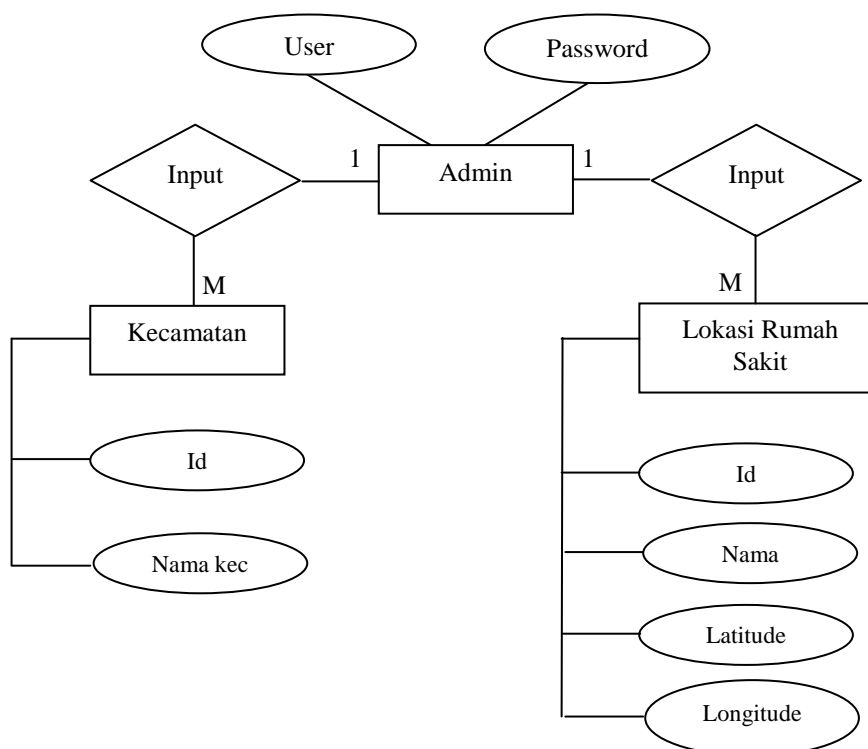 User
Password
Input
1
Admin
1
Input
M
M
Kecamatan
Lokasi Rumah
Sakit
Id
Nama kec
Id
Nama
Latitude
Longitude